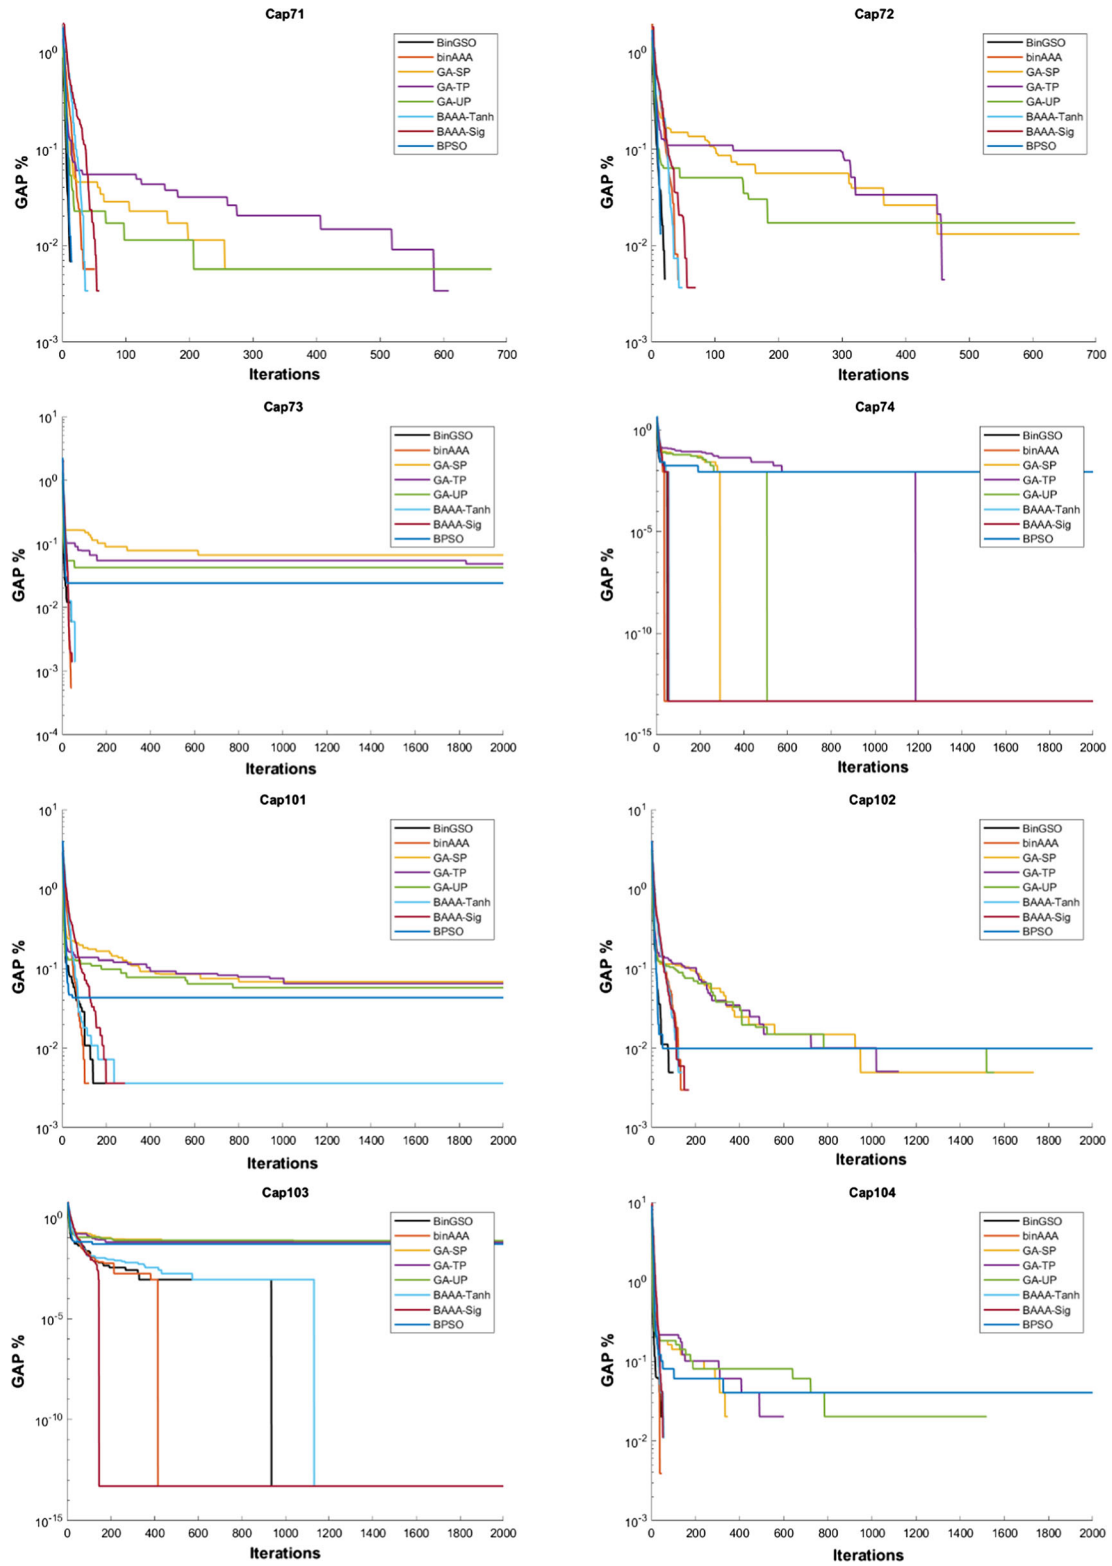 Cap71
GAP %
10^0
10^-1
10^-2
10^-3
BinGSO
binAAA
GA-SP
GA-TP
GA-UP
BAAA-Tanh
BAAA-Sig
BPSO
0 100 200 300 400 500 600 700
Iterations
Cap72
GAP %
10^0
10^-1
10^-2
10^-3
BinGSO
binAAA
GA-SP
GA-TP
GA-UP
BAAA-Tanh
BAAA-Sig
BPSO
0 100 200 300 400 500 600 700
Iterations
Cap73
GAP %
10^1
10^0
10^-1
10^-2
10^-3
10^-4
BinGSO
binAAA
GA-SP
GA-TP
GA-UP
BAAA-Tanh
BAAA-Sig
BPSO
0 200 400 600 800 1000 1200 1400 1600 1800 2000
Iterations
Cap74
GAP %
10^0
10^-5
10^-10
10^-15
BinGSO
binAAA
GA-SP
GA-TP
GA-UP
BAAA-Tanh
BAAA-Sig
BPSO
0 200 400 600 800 1000 1200 1400 1600 1800 2000
Iterations
Cap101
GAP %
10^1
10^0
10^-1
10^-2
10^-3
BinGSO
binAAA
GA-SP
GA-TP
GA-UP
BAAA-Tanh
BAAA-Sig
BPSO
0 200 400 600 800 1000 1200 1400 1600 1800 2000
Iterations
Cap102
GAP %
10^1
10^0
10^-1
10^-2
10^-3
BinGSO
binAAA
GA-SP
GA-TP
GA-UP
BAAA-Tanh
BAAA-Sig
BPSO
0 200 400 600 800 1000 1200 1400 1600 1800 2000
Iterations
Cap103
GAP %
10^0
10^-5
10^-10
10^-15
BinGSO
binAAA
GA-SP
GA-TP
GA-UP
BAAA-Tanh
BAAA-Sig
BPSO
0 200 400 600 800 1000 1200 1400 1600 1800 2000
Iterations
Cap104
GAP %
10^1
10^0
10^-1
10^-2
10^-3
BinGSO
binAAA
GA-SP
GA-TP
GA-UP
BAAA-Tanh
BAAA-Sig
BPSO
0 200 400 600 800 1000 1200 1400 1600 1800 2000
Iterations